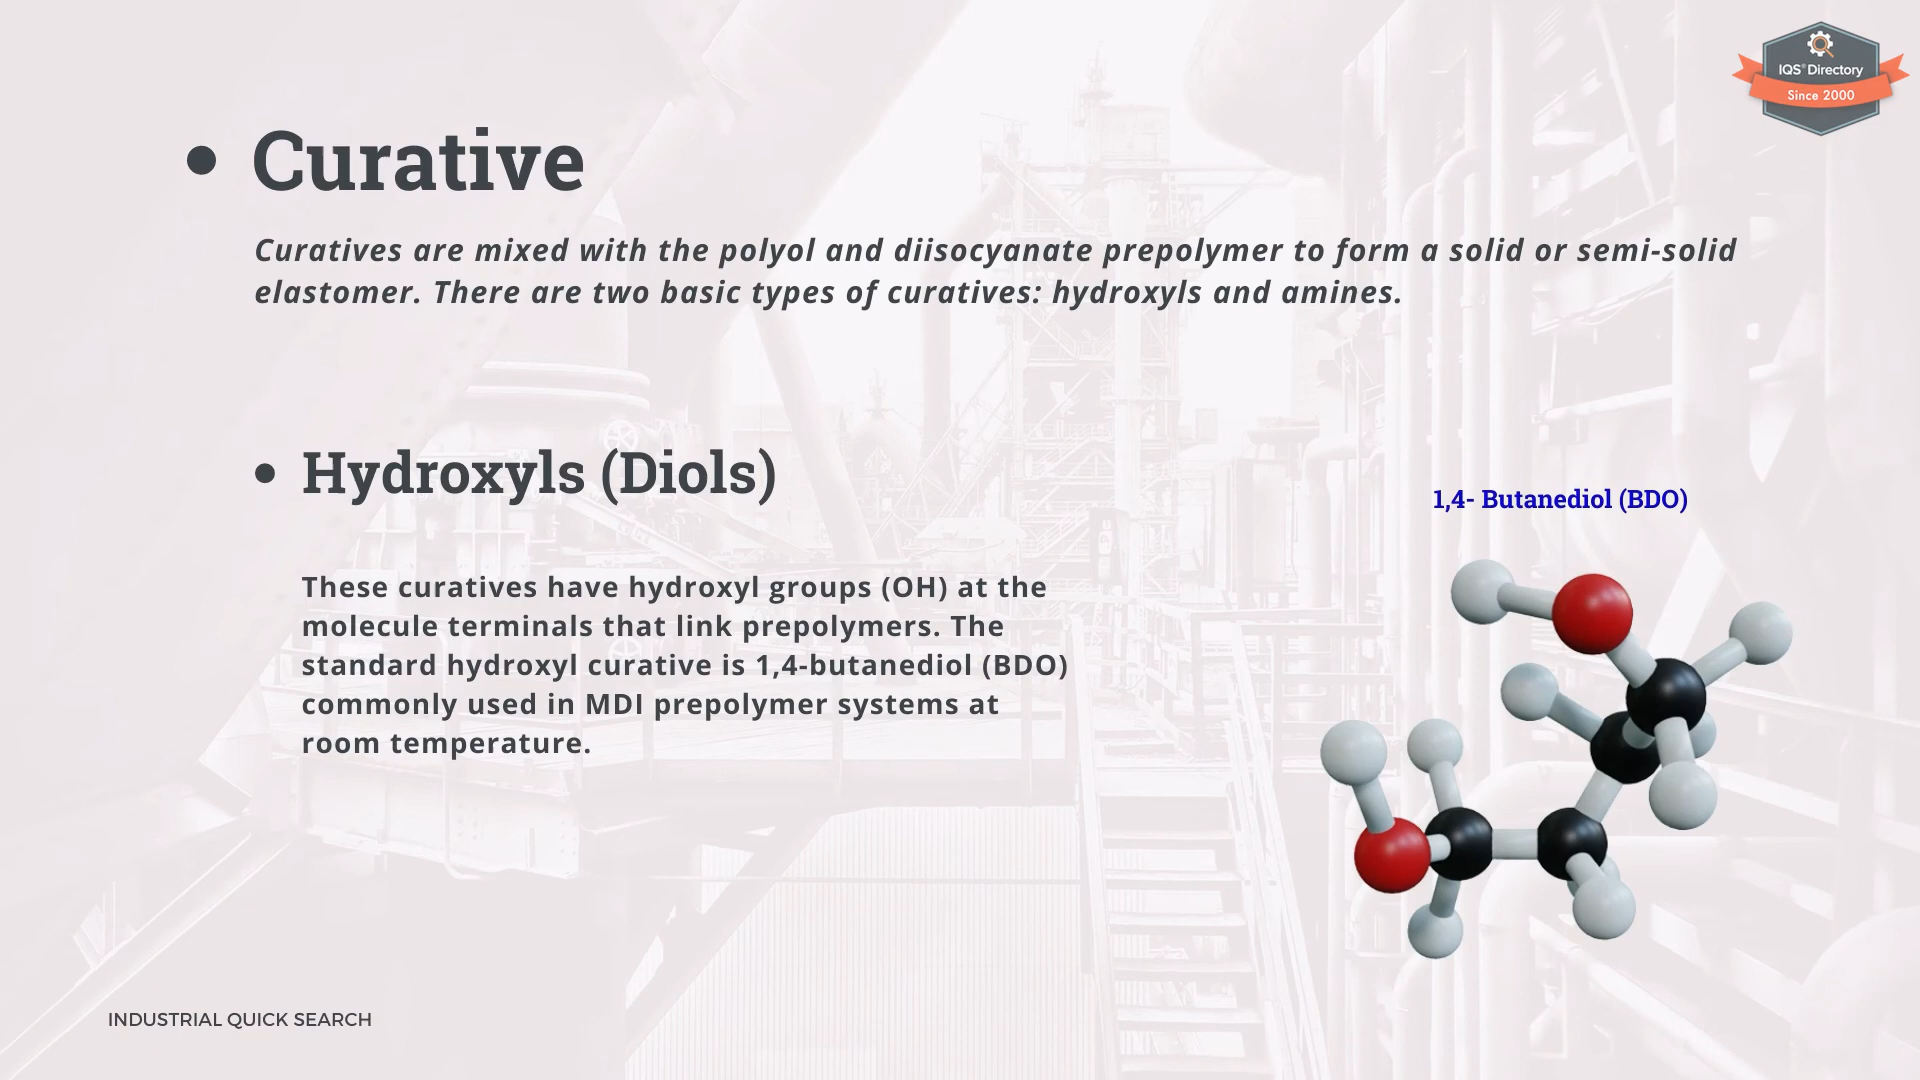 IQS® Directory
Since 2000
• Curative
Curatives are mixed with the polyol and diisocyanate prepolymer to form a solid or semi-solid
elastomer. There are two basic types of curatives: hydroxyls and amines.
• Hydroxyls (Diols)
These curatives have hydroxyl groups (OH) at the
molecule terminals that link prepolymers. The
standard hydroxyl curative is 1,4-butanediol (BDO)
commonly used in MDI prepolymer systems at
room temperature.
1,4- Butanediol (BDO)
INDUSTRIAL QUICK SEARCH